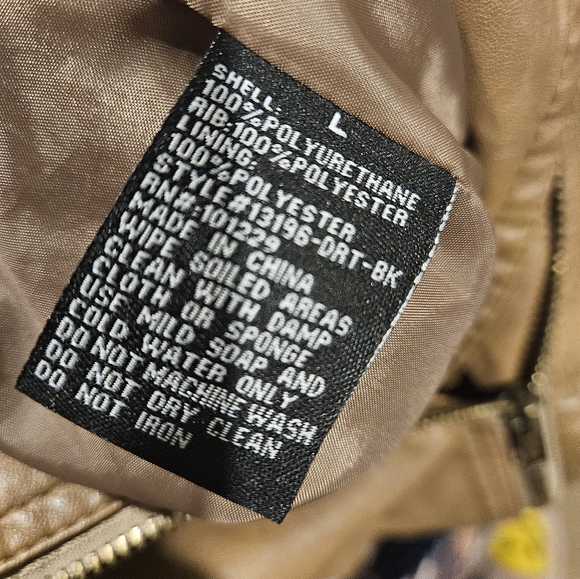 L
SHELL:
100%POLYURETHANE
RIB:100%POLYESTER
LINING:
100%POLYESTER
STYLE#13196-DRT-BK
RN#:101229
MADE IN CHINA
WIPE SOILED AREAS
CLEAN WITH DAMP
CLOTH OR SPONGE
USE MILD SOAP AND
COLD WATER ONLY
DO NOT MACHINE WASH
DO NOT DRY CLEAN
DO NOT IRON